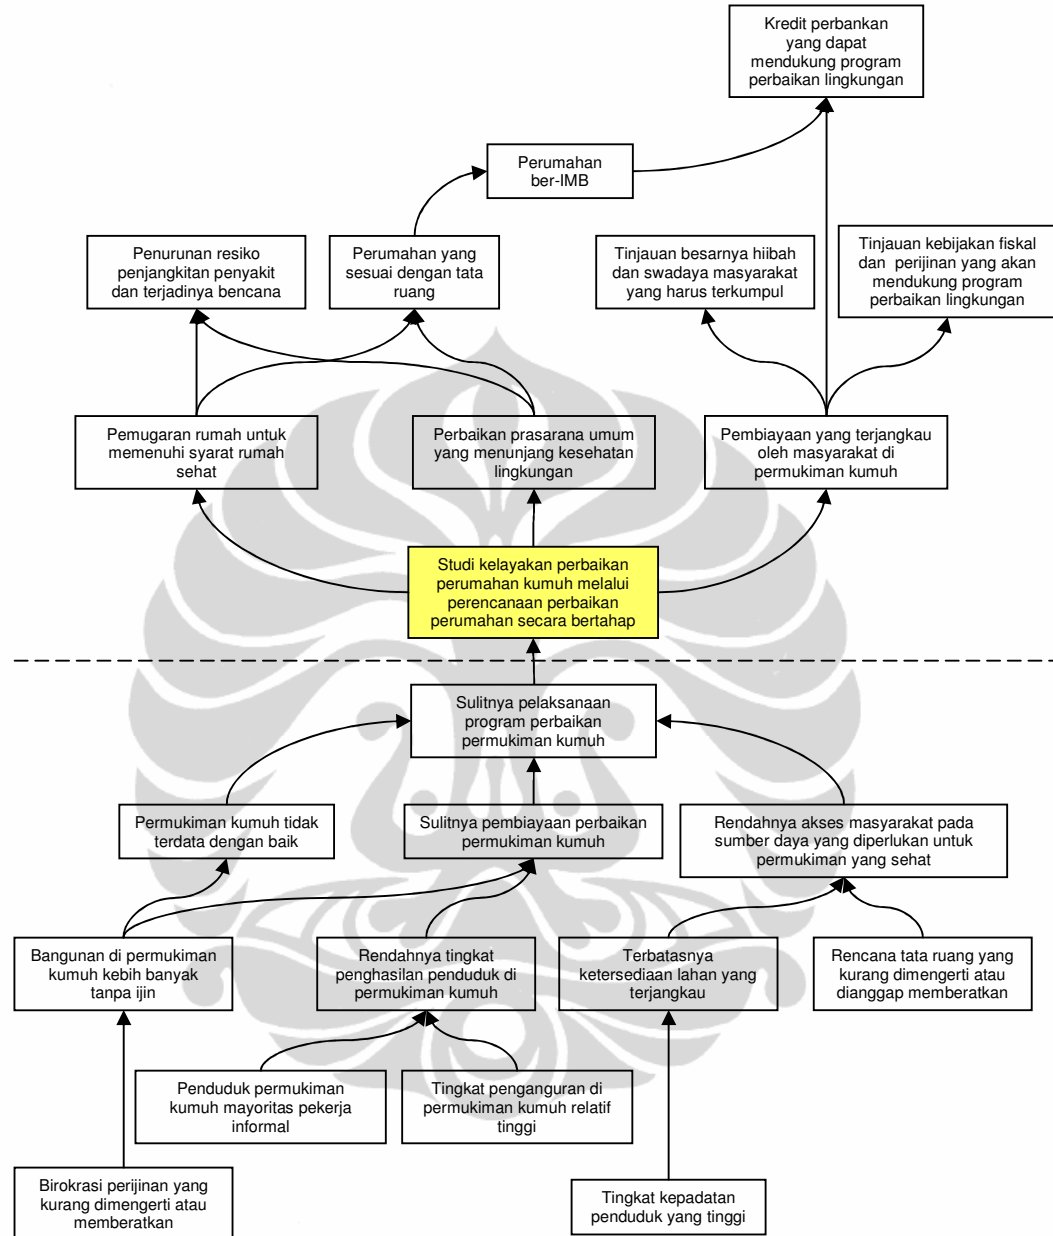 Kredit perbankan
yang dapat
mendukung program
perbaikan lingkungan
Perumahan
ber-IMB
Penurunan resiko
penjangkitan penyakit
dan terjadinya bencana
Perumahan yang
sesuai dengan tata
ruang
Tinjauan besarnya hiibah
dan swadaya masyarakat
yang harus terkumpul
Tinjauan kebijakan fiskal
dan perijinan yang akan
mendukung program
perbaikan lingkungan
Pemugaran rumah untuk
memenuhi syarat rumah
sehat
Perbaikan prasarana umum
yang menunjang kesehatan
lingkungan
Pembiayaan yang terjangkau
oleh masyarakat di
permukiman kumuh
Studi kelayakan perbaikan
perumahan kumuh melalui
perencanaan perbaikan
perumahan secara bertahap
Sulitnya pelaksanaan
program perbaikan
permukiman kumuh
Permukiman kumuh tidak
terdata dengan baik
Sulitnya pembiayaan perbaikan
permukiman kumuh
Rendahnya akses masyarakat pada
sumber daya yang diperlukan untuk
permukiman yang sehat
Bangunan di permukiman
kumuh kebih banyak
tanpa ijin
Rendahnya tingkat
penghasilan penduduk di
permukiman kumuh
Terbatasnya
ketersediaan lahan yang
terjangkau
Rencana tata ruang yang
kurang dimengerti atau
dianggap memberatkan
Penduduk permukiman
kumuh mayoritas pekerja
informal
Tingkat penganguran di
permukiman kumuh relatif
tinggi
Birokrasi perijinan yang
kurang dimengerti atau
memberatkan
Tingkat kepadatan
penduduk yang tinggi